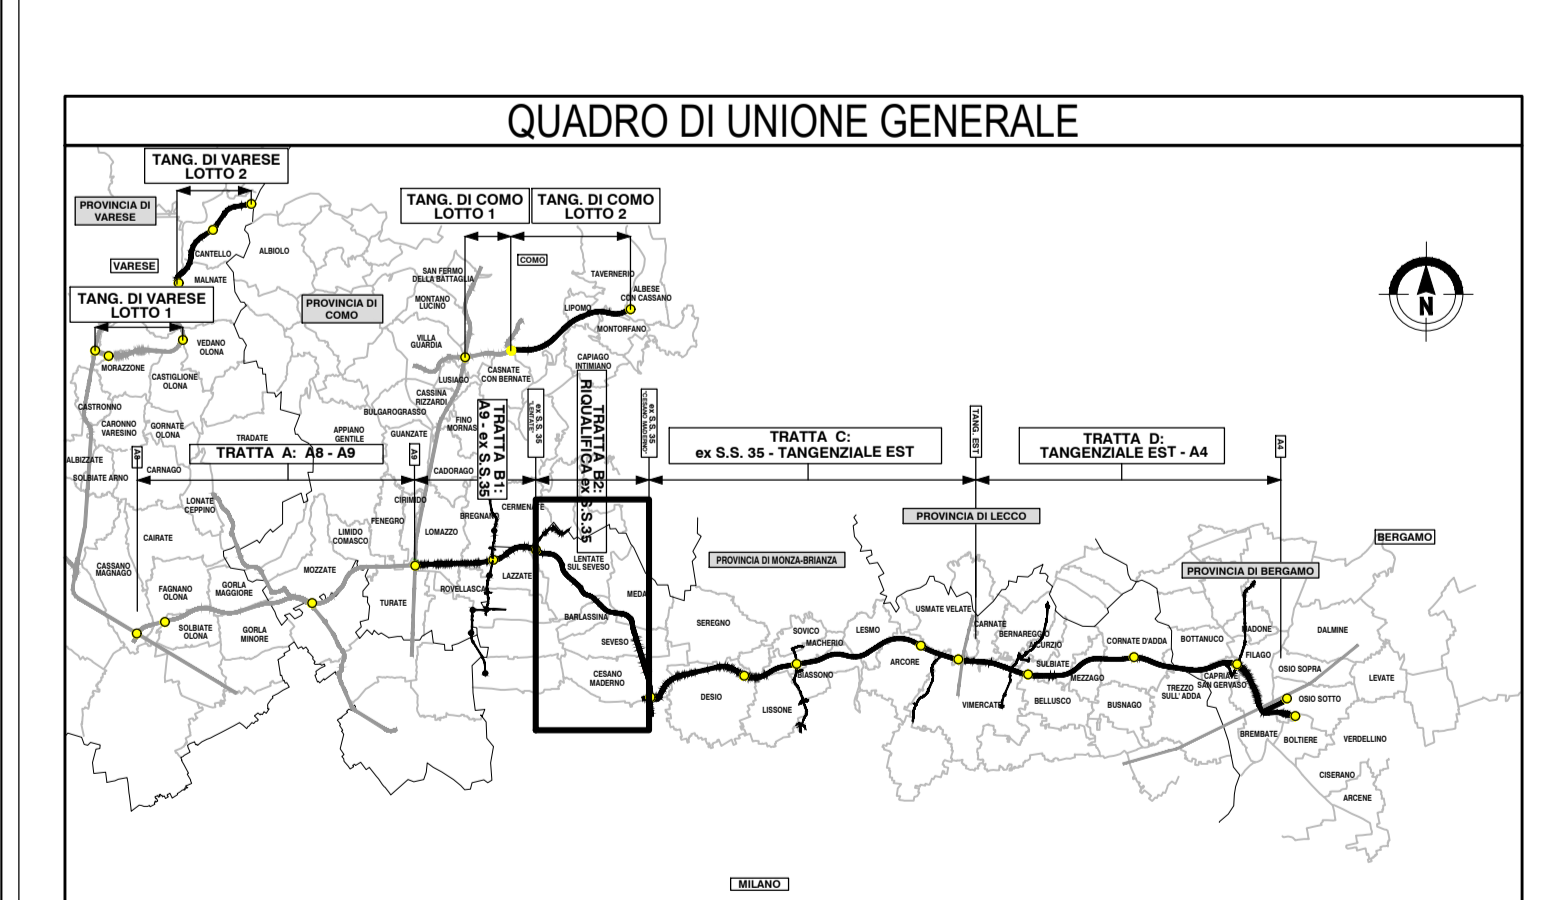 QUADRO DI UNIONE GENERALE
TANG. DI VARESE
LOTTO 2
PROVINCIA DI
VARESE
TANG. DI COMO
LOTTO 1
TANG. DI COMO
LOTTO 2
CANTELLO
ALBIOLO
VARESE
MALNATE
COMO
SAN FERMO
DELLA BATTAGLIA
TAVERNERIO
ALBESE
CON CASSANO
TANG. DI VARESE
LOTTO 1
PROVINCIA DI
COMO
MONTANO
LUCINO
LIPOMO
MONTORFANO
N
VILLA
GUARDIA
VEDANO
OLONA
MORAZZONE
CAPIAGO
INTIMIANO
CASTIGLIONE
OLONA
LUSIAGO
CASNATE
CON BERNATE
CASSINA
RIZZARDI
CASTRONNO
BULGAROGRASSO
FINO
MORNAS
CARONNO
VARESINO
GORNATE
OLONA
TRADATE
APPIANO
GENTILE
GUANZATE
TRATTA B1:
A9 - ex S.S.35
ex S.S. 35
"LENTATE"
TRATTA B2:
RIQUALIFICA ex S.S.35
ex S.S. 35
"CESANO MADERNO"
TRATTA C:
ex S.S. 35 - TANGENZIALE EST
TANG. EST
TRATTA D:
TANGENZIALE EST - A4
A4
TRATTA A: A8 - A9
A8
A9
ALBIZZATE
CARNAGO
SOLBIATE ARNO
CADORAGO
LONATE
CEPPINO
CIRIMIDO
CERMENATE
BREGNANO
FENEGRO
PROVINCIA DI LECCO
CAIRATE
LIMIDO
COMASCO
LOMAZZO
BERGAMO
PROVINCIA DI MONZA-BRIANZA
LENTATE
SUL SEVESO
PROVINCIA DI BERGAMO
CASSANO
MAGNAGO
MOZZATE
LAZZATE
FAGNANO
OLONA
GORLA
MAGGIORE
ROVELLASCA
MEDA
TURATE
BARLASSINA
USMATE VELATE
SOLBIATE
OLONA
GORLA
MINORE
SEREGNO
SOVICO
MACHERIO
LESMO
CARNATE
BERNAREGGIO
MADONE
DALMINE
SEVESO
AICURZIO
CORNATE D'ADDA
BOTTANUCO
FILAGO
ARCORE
SULBIATE
OSIO SOPRA
CESANO
MADERNO
BIASSONO
MEZZAGO
CAPRIATE
SAN GERVASO
LEVATE
DESIO
TREZZO
SULL' ADDA
OSIO SOTTO
LISSONE
VIMERCATE
BELLUSCO
BUSNAGO
BREMBATE
BOLTIERE
VERDELLINO
CISERANO
ARCENE
MILANO